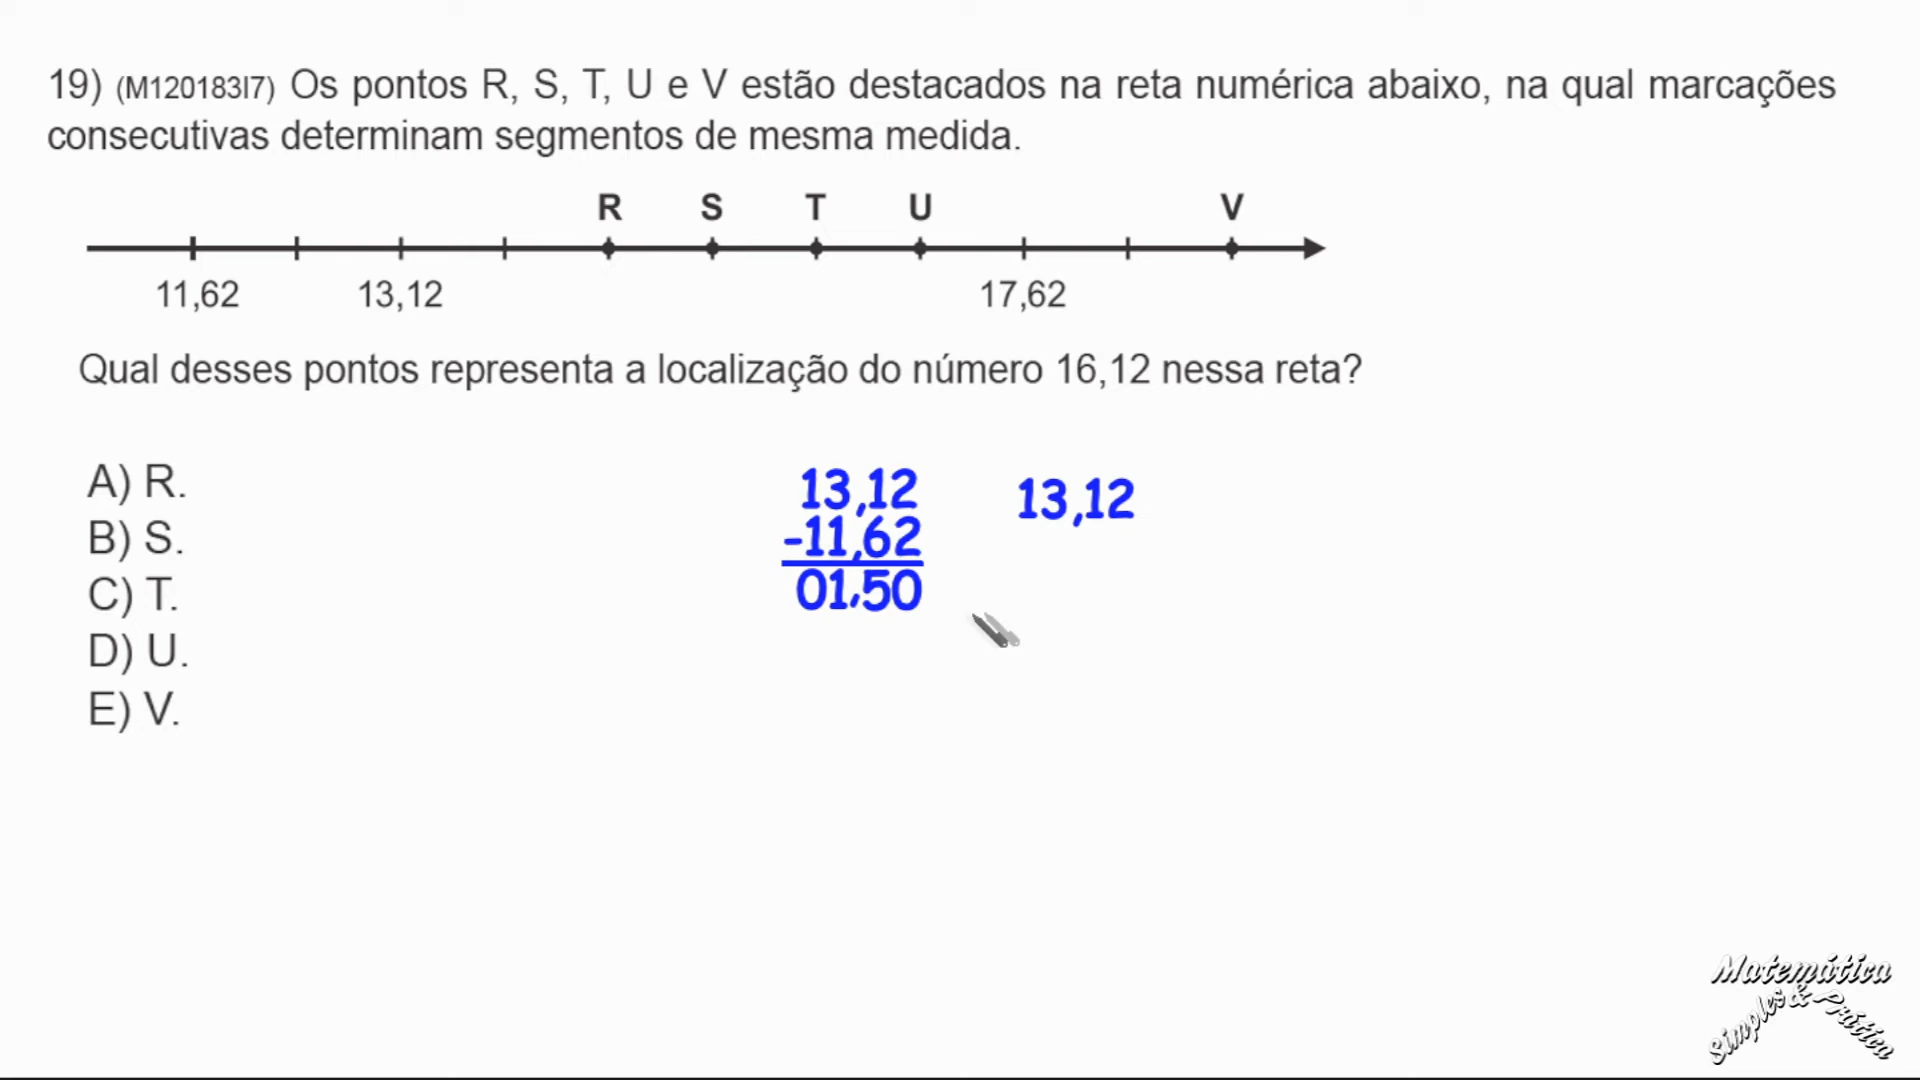 19) (M120183I7) Os pontos R, S, T, U e V estão destacados na reta numérica abaixo, na qual marcações
consecutivas determinam segmentos de mesma medida.
R S T U V
11,62 13,12 17,62
Qual desses pontos representa a localização do número 16,12 nessa reta?
A) R.
B) S.
C) T.
D) U.
E) V.
13,12
-11,62
01,50
13,12
Matemática
Simples & Prática